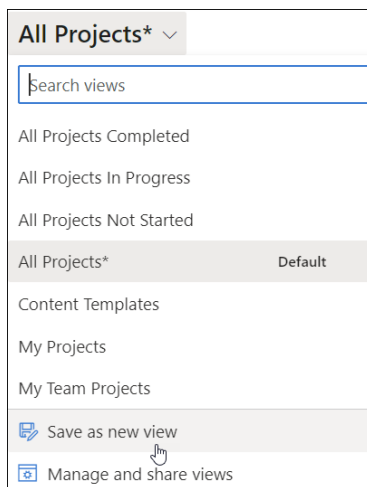 All Projects*
Search views
All Projects Completed
All Projects In Progress
All Projects Not Started
All Projects* Default
Content Templates
My Projects
My Team Projects
Save as new view
Manage and share views